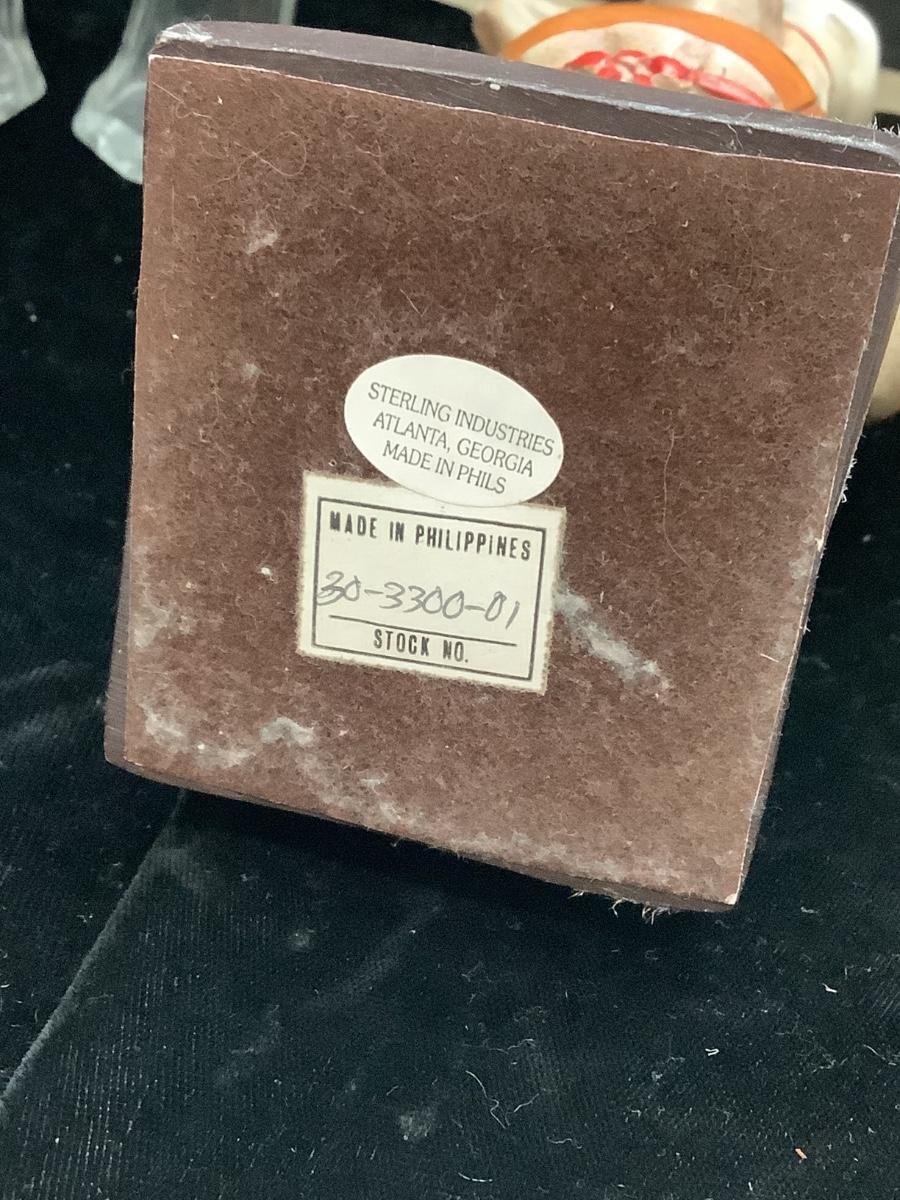 STERLING INDUSTRIES
ATLANTA, GEORGIA
MADE IN PHILS
MADE IN PHILIPPINES
30-3300-01
STOCK NO.